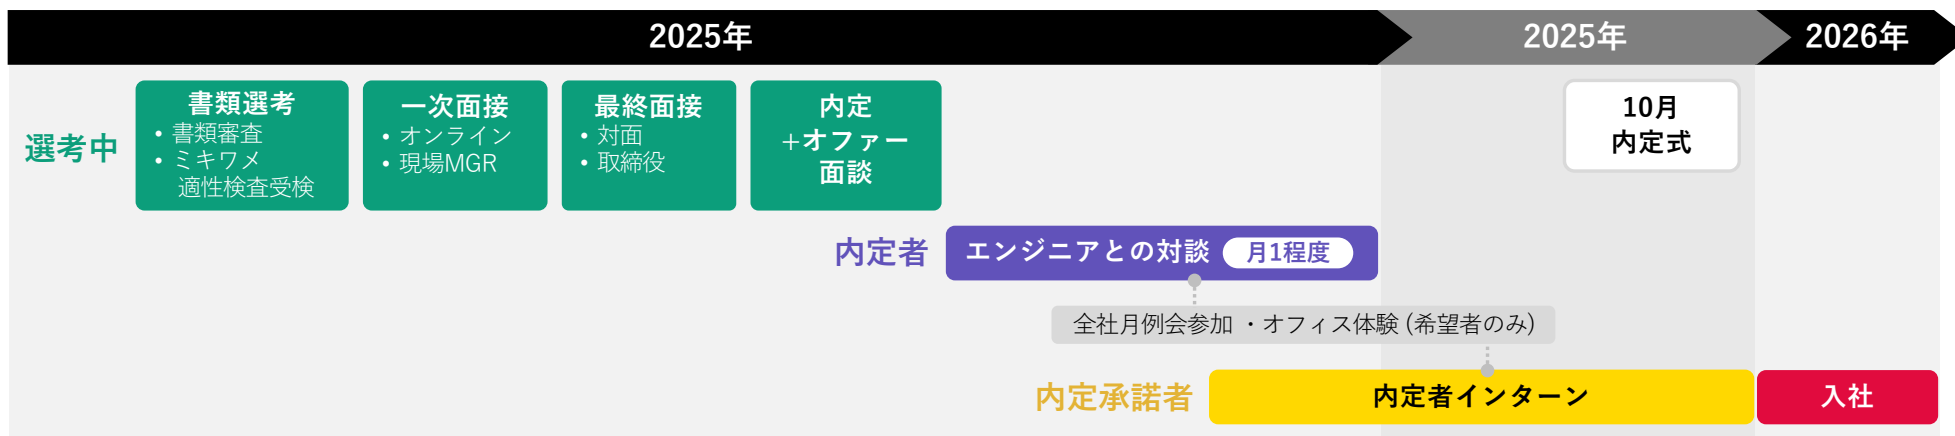 2025年
2025年
2026年
選考中
書類選考
• 書類審査
• ミキワメ
適性検査受検
一次面接
• オンライン
• 現場MGR
最終面接
• 対面
• 取締役
内定
+オファー
面談
10月
内定式
内定者
エンジニアとの対談 月1程度
全社月例会参加 ・オフィス体験 (希望者のみ)
内定承諾者
内定者インターン
入社